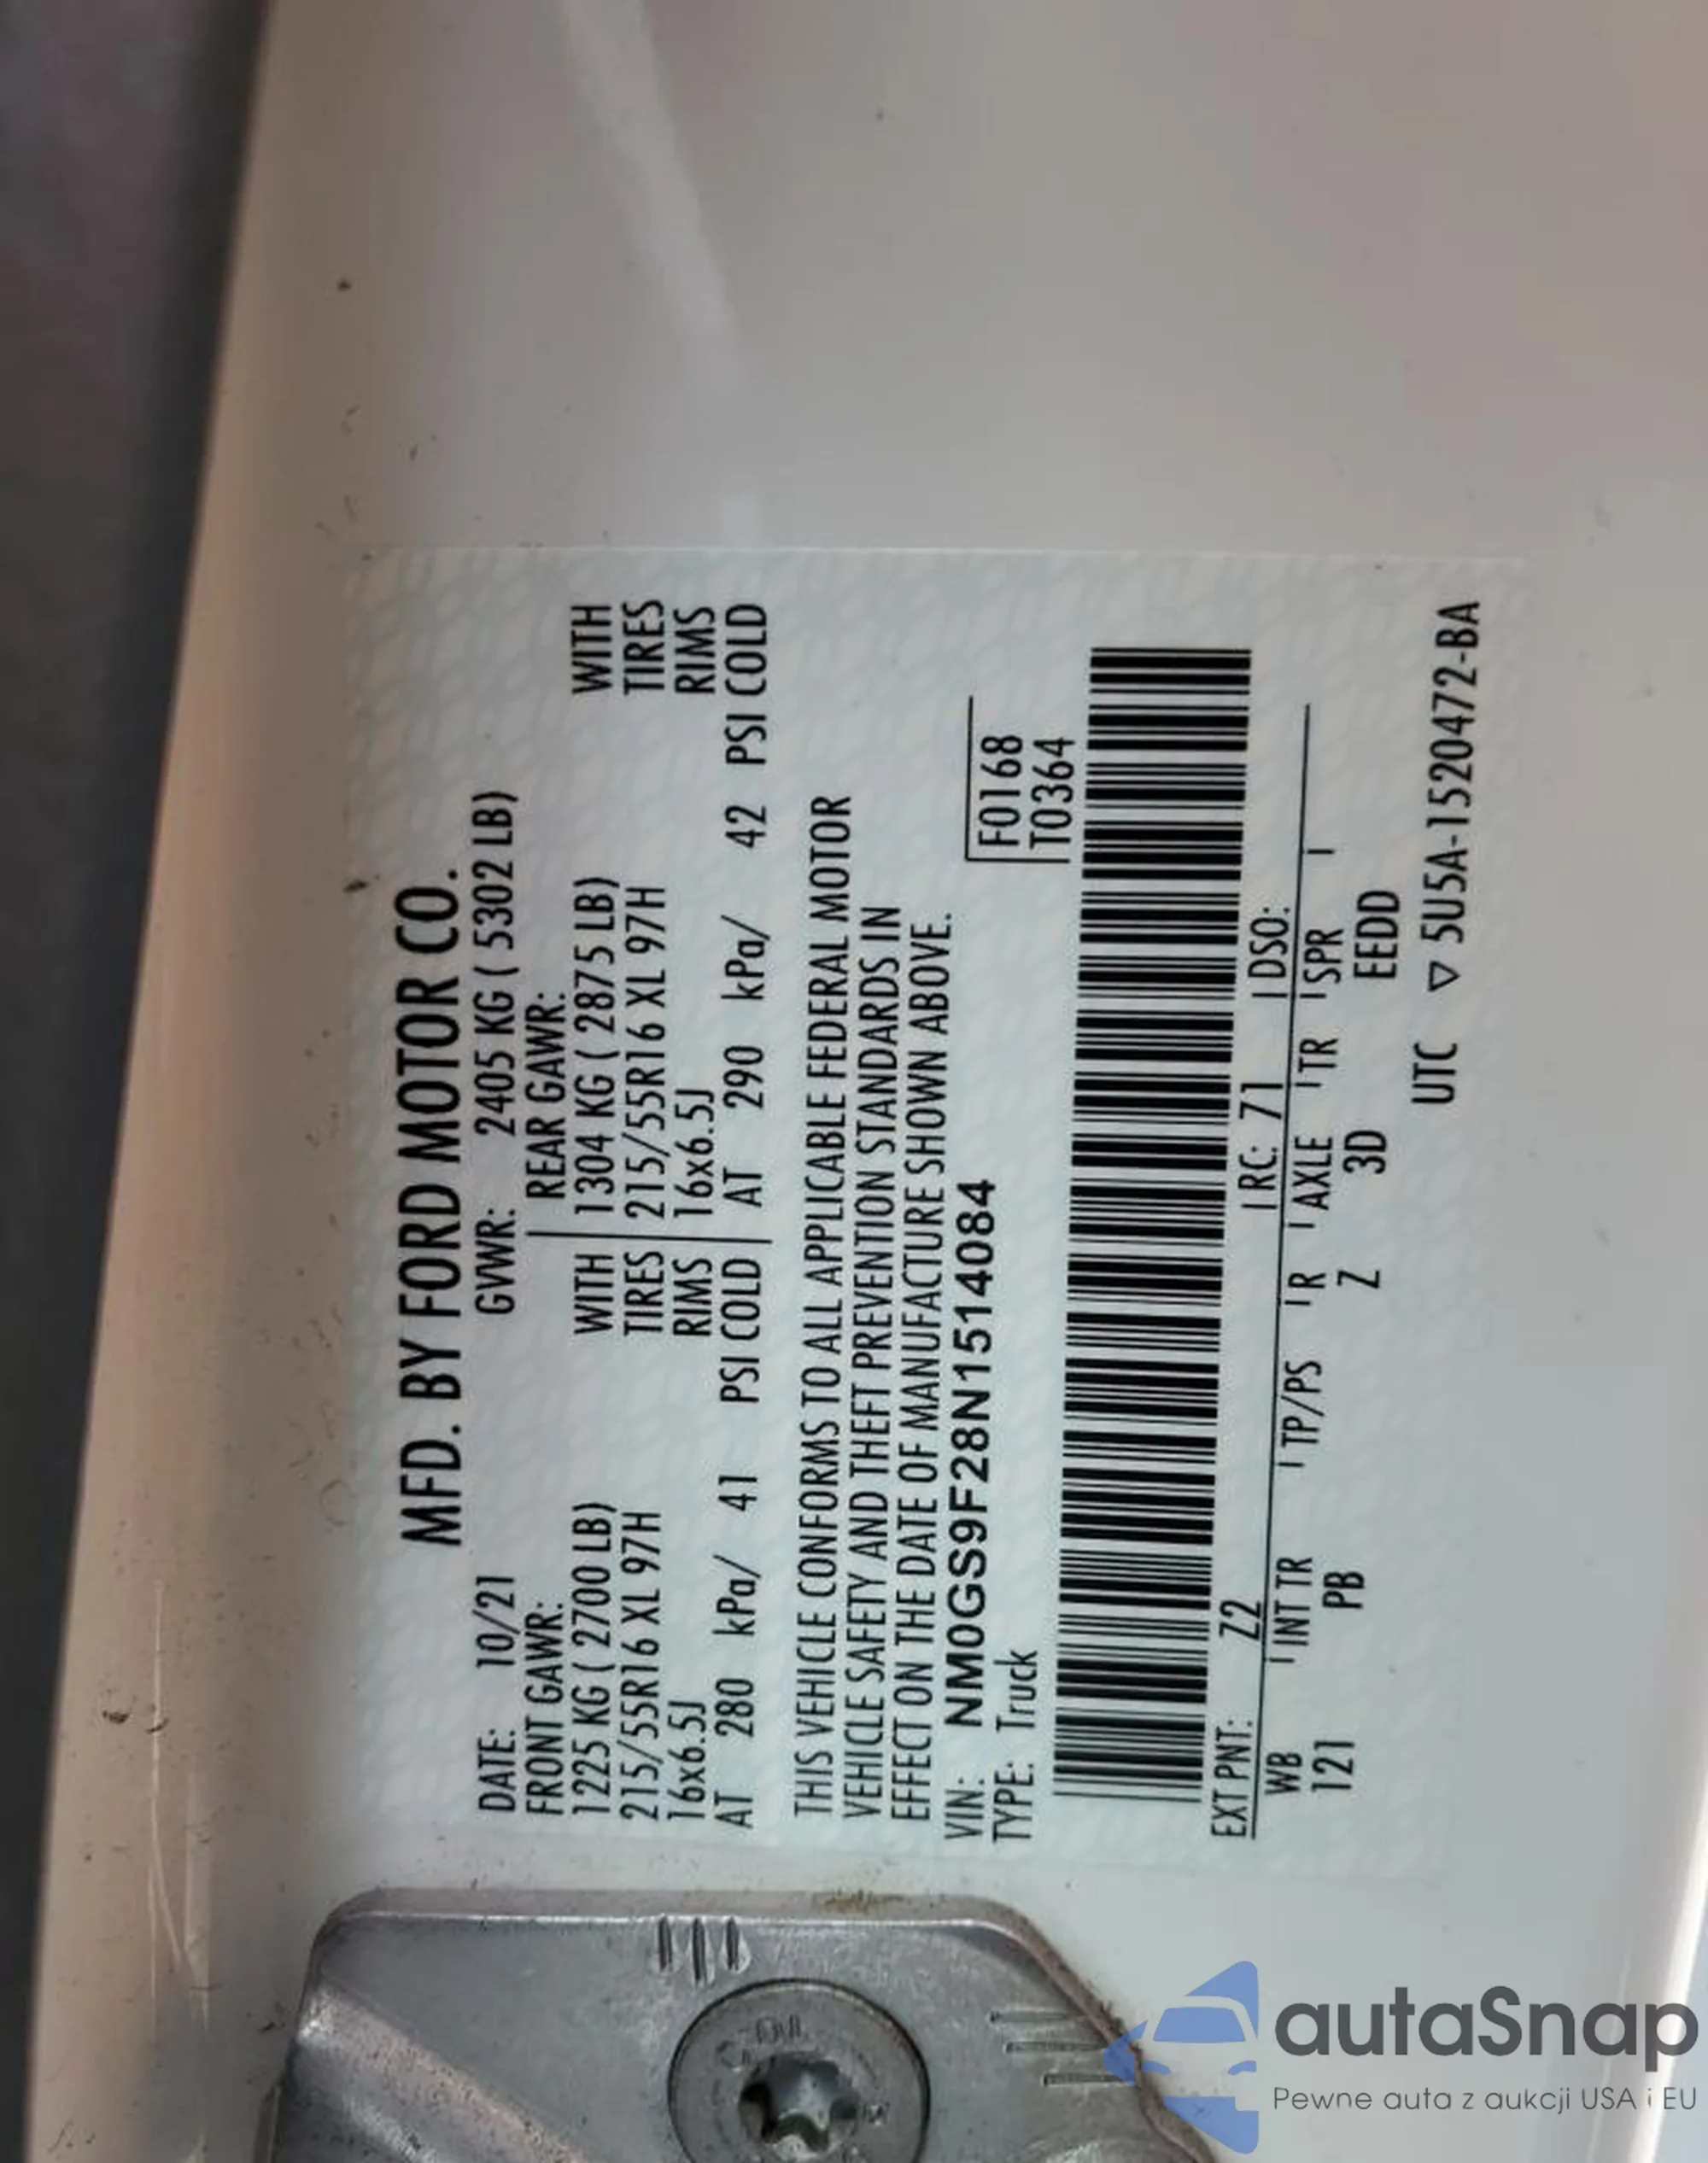 MFD. BY FORD MOTOR CO.
DATE: 10/21 GVWR: 2405 KG ( 5302 LB)
FRONT GAWR: REAR GAWR:
1225 KG ( 2700 LB) WITH 1304 KG ( 2875 LB) WITH
215/55R16 XL 97H TIRES 215/55R16 XL 97H TIRES
16x6.5J RIMS 16x6.5J RIMS
AT 280 kPa/ 41 PSI COLD AT 290 kPa/ 42 PSI COLD
THIS VEHICLE CONFORMS TO ALL APPLICABLE FEDERAL MOTOR
VEHICLE SAFETY AND THEFT PREVENTION STANDARDS IN
EFFECT ON THE DATE OF MANUFACTURE SHOWN ABOVE.
VIN: NM0GS9F28N1514084
TYPE: Truck
F0168
T0364
EXT PNT: Z2 RC: 71 DSO:
WB INT TR TP/PS R AXLE TR SPR
121 PB Z 3D EEDD
UTC ▽ 5U5A-1520472-BA
autaSnap
Pewne auta z aukcji USA i EU